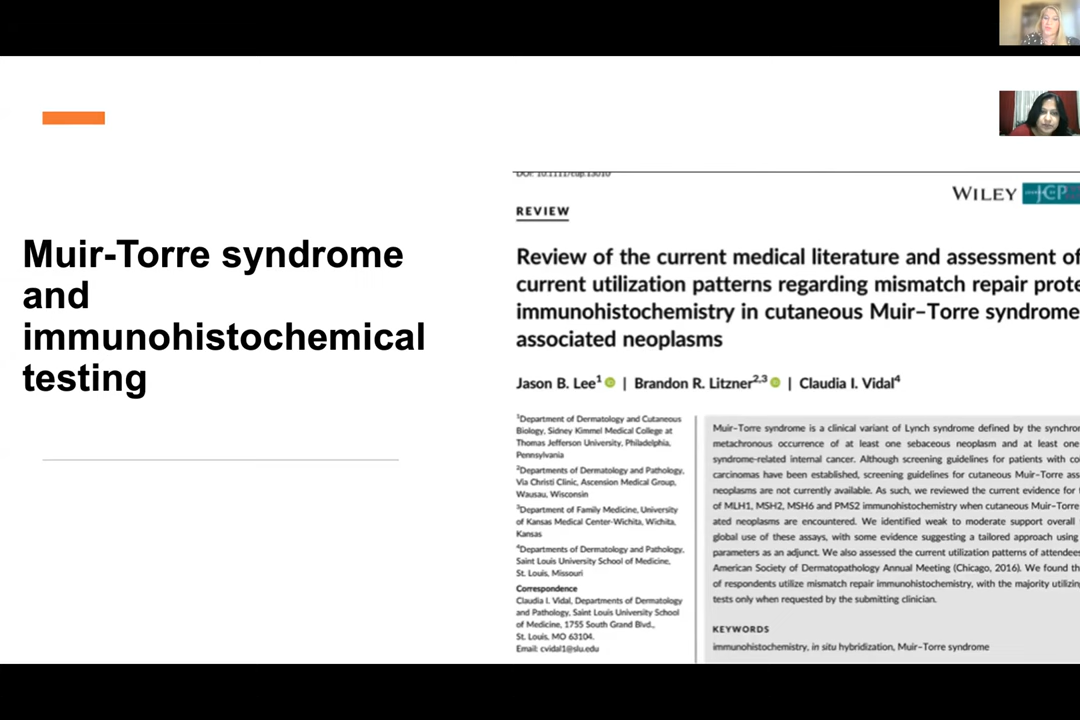 Muir-Torre syndrome
and
immunohistochemical
testing
DOI: 10.1111/cup.13010
WILEY JCP
REVIEW
Review of the current medical literature and assessment of
current utilization patterns regarding mismatch repair prote
immunohistochemistry in cutaneous Muir–Torre syndrome
associated neoplasms
Jason B. Lee1 | Brandon R. Litzner2,3 | Claudia I. Vidal4
1Department of Dermatology and Cutaneous
Biology, Sidney Kimmel Medical College at
Thomas Jefferson University, Philadelphia,
Pennsylvania
2Departments of Dermatology and Pathology,
Via Christi Clinic, Ascension Medical Group,
Wausau, Wisconsin
3Department of Family Medicine, University
of Kansas Medical Center-Wichita, Wichita,
Kansas
4Departments of Dermatology and Pathology,
Saint Louis University School of Medicine,
St. Louis, Missouri
Correspondence
Claudia I. Vidal, Departments of Dermatology
and Pathology, Saint Louis University School
of Medicine, 1755 South Grand Blvd.,
St. Louis, MO 63104.
Email: cvidal1@slu.edu
Muir–Torre syndrome is a clinical variant of Lynch syndrome defined by the synchron
metachronous occurrence of at least one sebaceous neoplasm and at least one
syndrome-related internal cancer. Although screening guidelines for patients with co
carcinomas have been established, screening guidelines for cutaneous Muir–Torre ass
neoplasms are not currently available. As such, we reviewed the current evidence for
of MLH1, MSH2, MSH6 and PMS2 immunohistochemistry when cutaneous Muir–Torre
ated neoplasms are encountered. We identified weak to moderate support overall
global use of these assays, with some evidence suggesting a tailored approach using
parameters as an adjunct. We also assessed the current utilization patterns of attendees
American Society of Dermatopathology Annual Meeting (Chicago, 2016). We found th
of respondents utilize mismatch repair immunohistochemistry, with the majority utilizin
tests only when requested by the submitting clinician.
KEYWORDS
immunohistochemistry, in situ hybridization, Muir–Torre syndrome